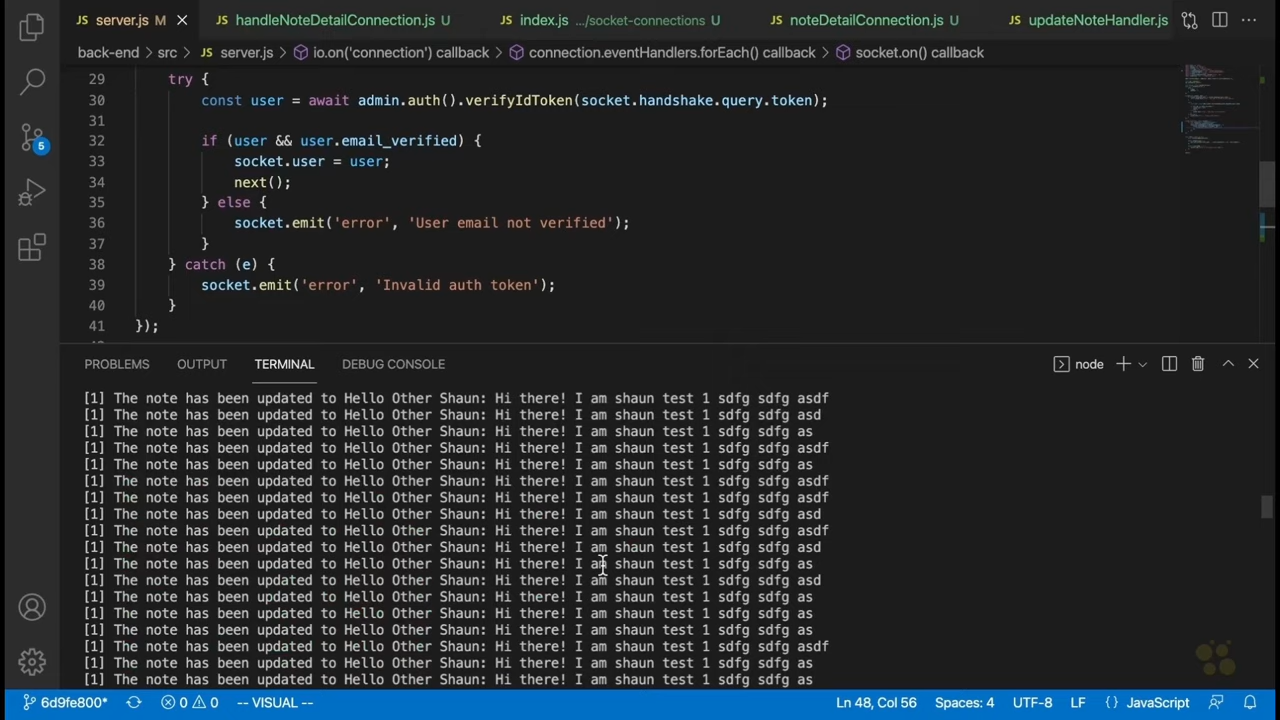 server.js M
handleNoteDetailConnection.js U
index.js .../socket-connections U
noteDetailConnection.js U
updateNoteHandler.js
back-end > src > JS server.js > io.on('connection') callback > connection.eventHandlers.forEach() callback > socket.on() callback
29 try {
30 const user = await admin.auth().verifyIdToken(socket.handshake.query.token);
31
32 if (user && user.email_verified) {
33 socket.user = user;
34 next();
35 } else {
36 socket.emit('error', 'User email not verified');
37 }
38 } catch (e) {
39 socket.emit('error', 'Invalid auth token');
40 }
41 });
PROBLEMS OUTPUT TERMINAL DEBUG CONSOLE node
[1] The note has been updated to Hello Other Shaun: Hi there! I am shaun test 1 sdfg sdfg asdf
[1] The note has been updated to Hello Other Shaun: Hi there! I am shaun test 1 sdfg sdfg asd
[1] The note has been updated to Hello Other Shaun: Hi there! I am shaun test 1 sdfg sdfg as
[1] The note has been updated to Hello Other Shaun: Hi there! I am shaun test 1 sdfg sdfg asdf
[1] The note has been updated to Hello Other Shaun: Hi there! I am shaun test 1 sdfg sdfg as
[1] The note has been updated to Hello Other Shaun: Hi there! I am shaun test 1 sdfg sdfg asdf
[1] The note has been updated to Hello Other Shaun: Hi there! I am shaun test 1 sdfg sdfg asdf
[1] The note has been updated to Hello Other Shaun: Hi there! I am shaun test 1 sdfg sdfg asd
[1] The note has been updated to Hello Other Shaun: Hi there! I am shaun test 1 sdfg sdfg asdf
[1] The note has been updated to Hello Other Shaun: Hi there! I am shaun test 1 sdfg sdfg asd
[1] The note has been updated to Hello Other Shaun: Hi there! I am shaun test 1 sdfg sdfg as
[1] The note has been updated to Hello Other Shaun: Hi there! I am shaun test 1 sdfg sdfg asd
[1] The note has been updated to Hello Other Shaun: Hi there! I am shaun test 1 sdfg sdfg as
[1] The note has been updated to Hello Other Shaun: Hi there! I am shaun test 1 sdfg sdfg as
[1] The note has been updated to Hello Other Shaun: Hi there! I am shaun test 1 sdfg sdfg as
[1] The note has been updated to Hello Other Shaun: Hi there! I am shaun test 1 sdfg sdfg asdf
[1] The note has been updated to Hello Other Shaun: Hi there! I am shaun test 1 sdfg sdfg as
[1] The note has been updated to Hello Other Shaun: Hi there! I am shaun test 1 sdfg sdfg as
6d9fe800* 0 0 -- VISUAL -- Ln 48, Col 56 Spaces: 4 UTF-8 LF {} JavaScript